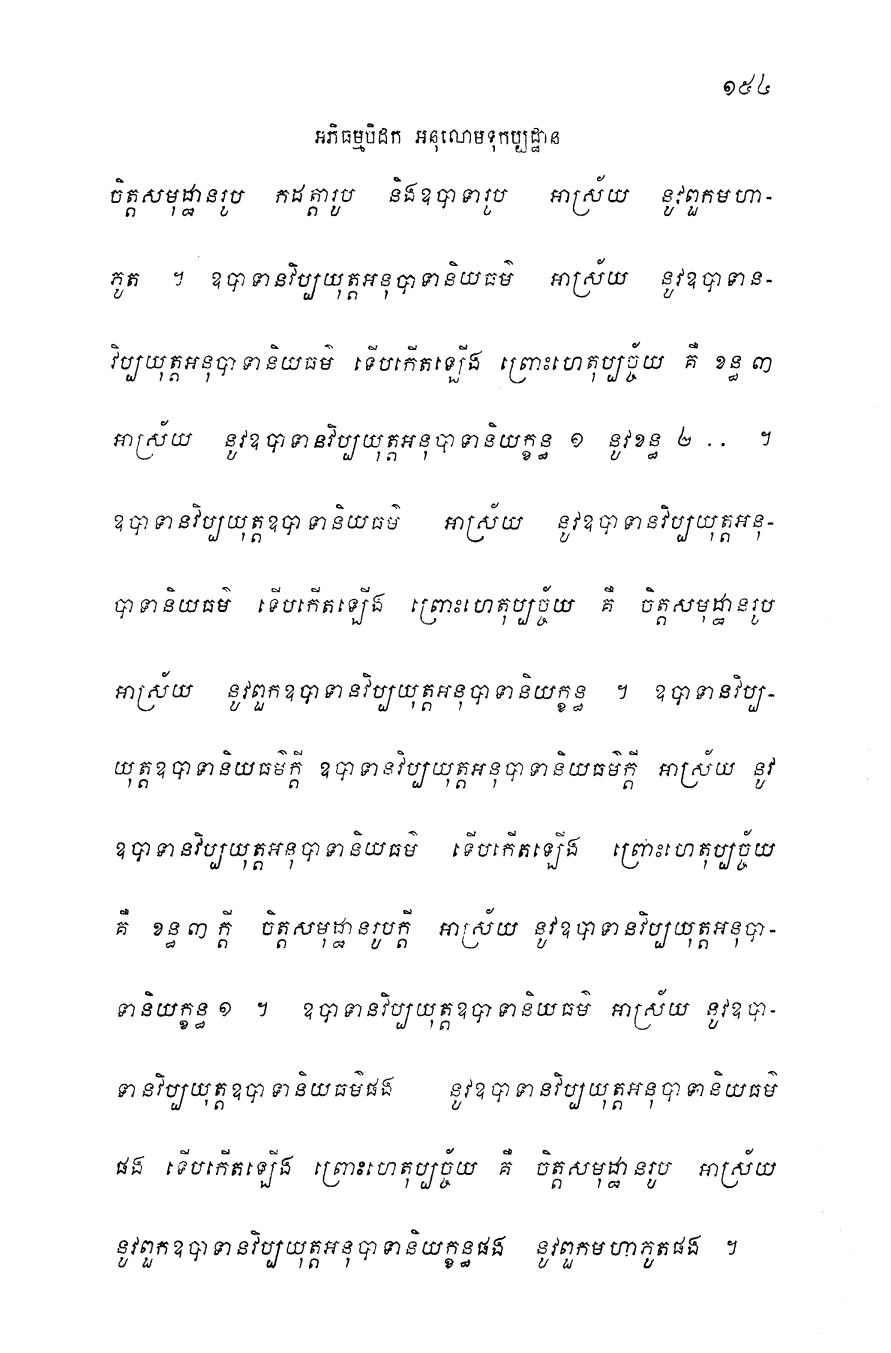 ១៥៤
អភិធម្មបិដក អនុលោមទុកប្បដ្ឋាន
ចិត្តសមុដ្ឋានរូប កដត្តារូប និងឧបាទារូប អាស្រ័យ នូវពួកមហា-
ភូត ។ ឧបាទានវិប្បយុត្តអនុបាទានិយធម៌ អាស្រ័យ នូវឧបាទាន-
វិប្បយុត្តអនុបាទានិយធម៌ ទើបកើតឡើង ព្រោះហេតុប្បច្ច័យ គឺ ខន្ធ ៣
អាស្រ័យ នូវឧបាទានវិប្បយុត្តអនុបាទានិយក្ខន្ធ ១ នូវខន្ធ ២ .. ។
ឧបាទានវិប្បយុត្តឧបាទានិយធម៌ អាស្រ័យ នូវឧបាទានវិប្បយុត្តអនុ-
បាទានិយធម៌ ទើបកើតឡើង ព្រោះហេតុប្បច្ច័យ គឺ ចិត្តសមុដ្ឋានរូប
អាស្រ័យ នូវពួកឧបាទានវិប្បយុត្តអនុបាទានិយក្ខន្ធ ។ ឧបាទានវិប្ប-
យុត្តឧបាទានិយធម៌ក្តី ឧបាទានវិប្បយុត្តអនុបាទានិយធម៌ក្តី អាស្រ័យ នូវ
ឧបាទានវិប្បយុត្តអនុបាទានិយធម៌ ទើបកើតឡើង ព្រោះហេតុប្បច្ច័យ
គឺ ខន្ធ ៣ ក្តី ចិត្តសមុដ្ឋានរូបក្តី អាស្រ័យ នូវឧបាទានវិប្បយុត្តអនុបា-
ទានិយក្ខន្ធ ១ ។ ឧបាទានវិប្បយុត្តឧបាទានិយធម៌ អាស្រ័យ នូវឧបា-
ទានវិប្បយុត្តឧបាទានិយធម៌ផង នូវឧបាទានវិប្បយុត្តអនុបាទានិយធម៌
ផង ទើបកើតឡើង ព្រោះហេតុប្បច្ច័យ គឺ ចិត្តសមុដ្ឋានរូប អាស្រ័យ
នូវពួកឧបាទានវិប្បយុត្តអនុបាទានិយក្ខន្ធផង នូវពួកមហាភូតផង ។